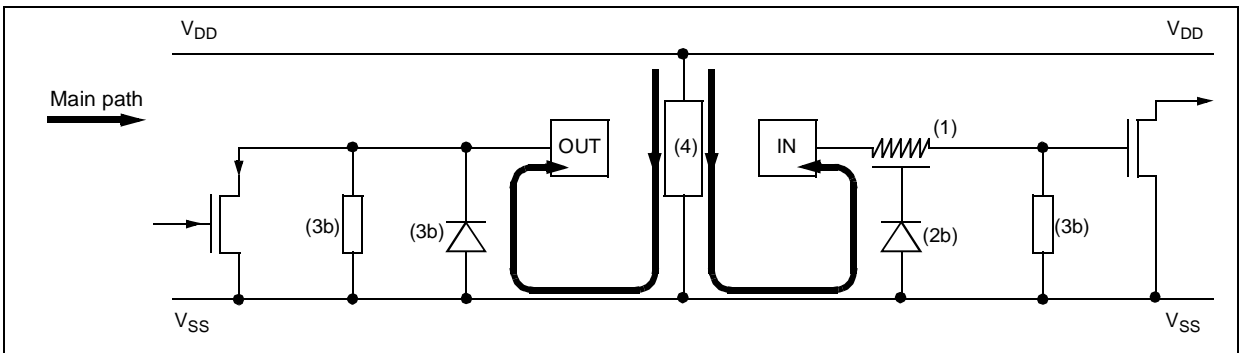 VDD VDD
Main path
OUT (4) IN (1)
(3b) (3b) (2b) (3b)
VSS VSS